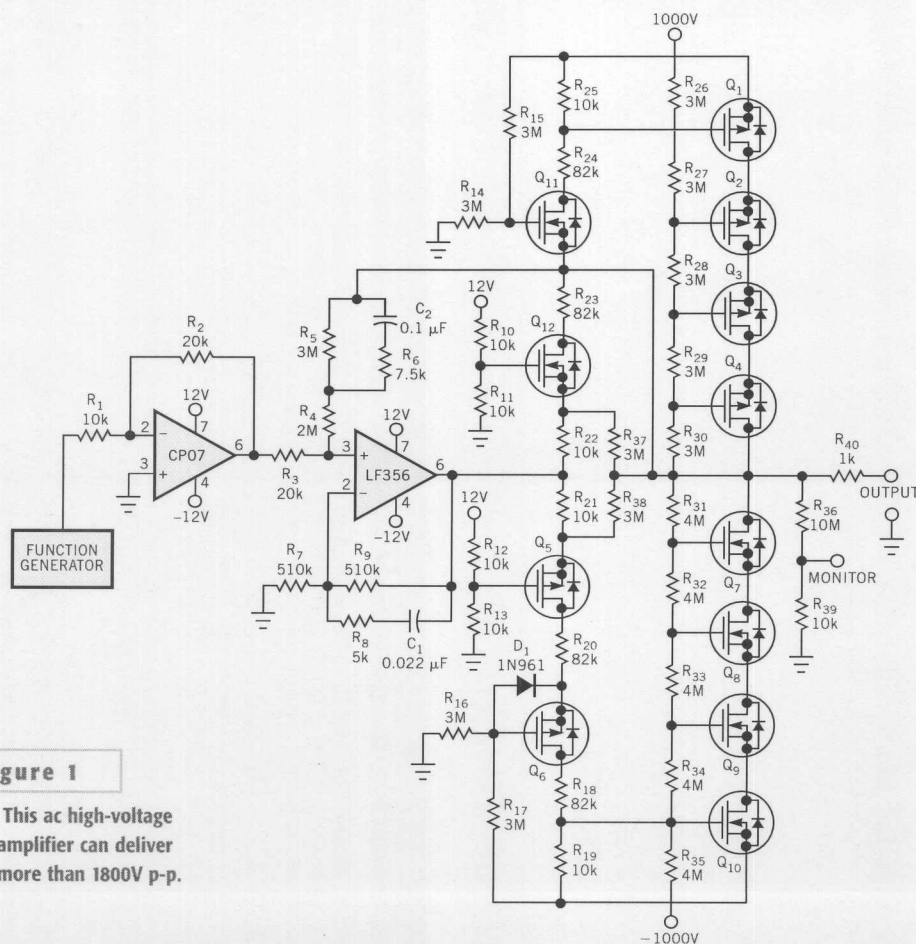 1000V
R25
10k
R26
3M
Q1
R15
3M
R24
82k
R27
3M
Q2
R14
3M
Q11
R28
3M
Q3
R23
82k
R2
20k
R5
3M
C2
0.1 µF
R6
7.5k
12V
R10
10k
Q12
R29
3M
Q4
R1
10k
12V
2
7
6
CP07
3
4
-12V
R4
2M
R11
10k
12V
3
7
6
LF356
2
4
-12V
R3
20k
R22
10k
R37
3M
R30
3M
R40
1k
OUTPUT
FUNCTION
GENERATOR
R21
10k
R38
3M
R31
4M
R36
10M
12V
R12
10k
Q5
Q7
MONITOR
R7
510k
R9
510k
R13
10k
R32
4M
R39
10k
R8
5k
C1
0.022 µF
D1
1N961
R20
82k
Q8
R16
3M
R33
4M
Q6
Q9
R17
3M
R18
82k
R34
4M
R19
10k
Q10
R35
4M
-1000V
gure 1
This ac high-voltage
amplifier can deliver
more than 1800V p-p.